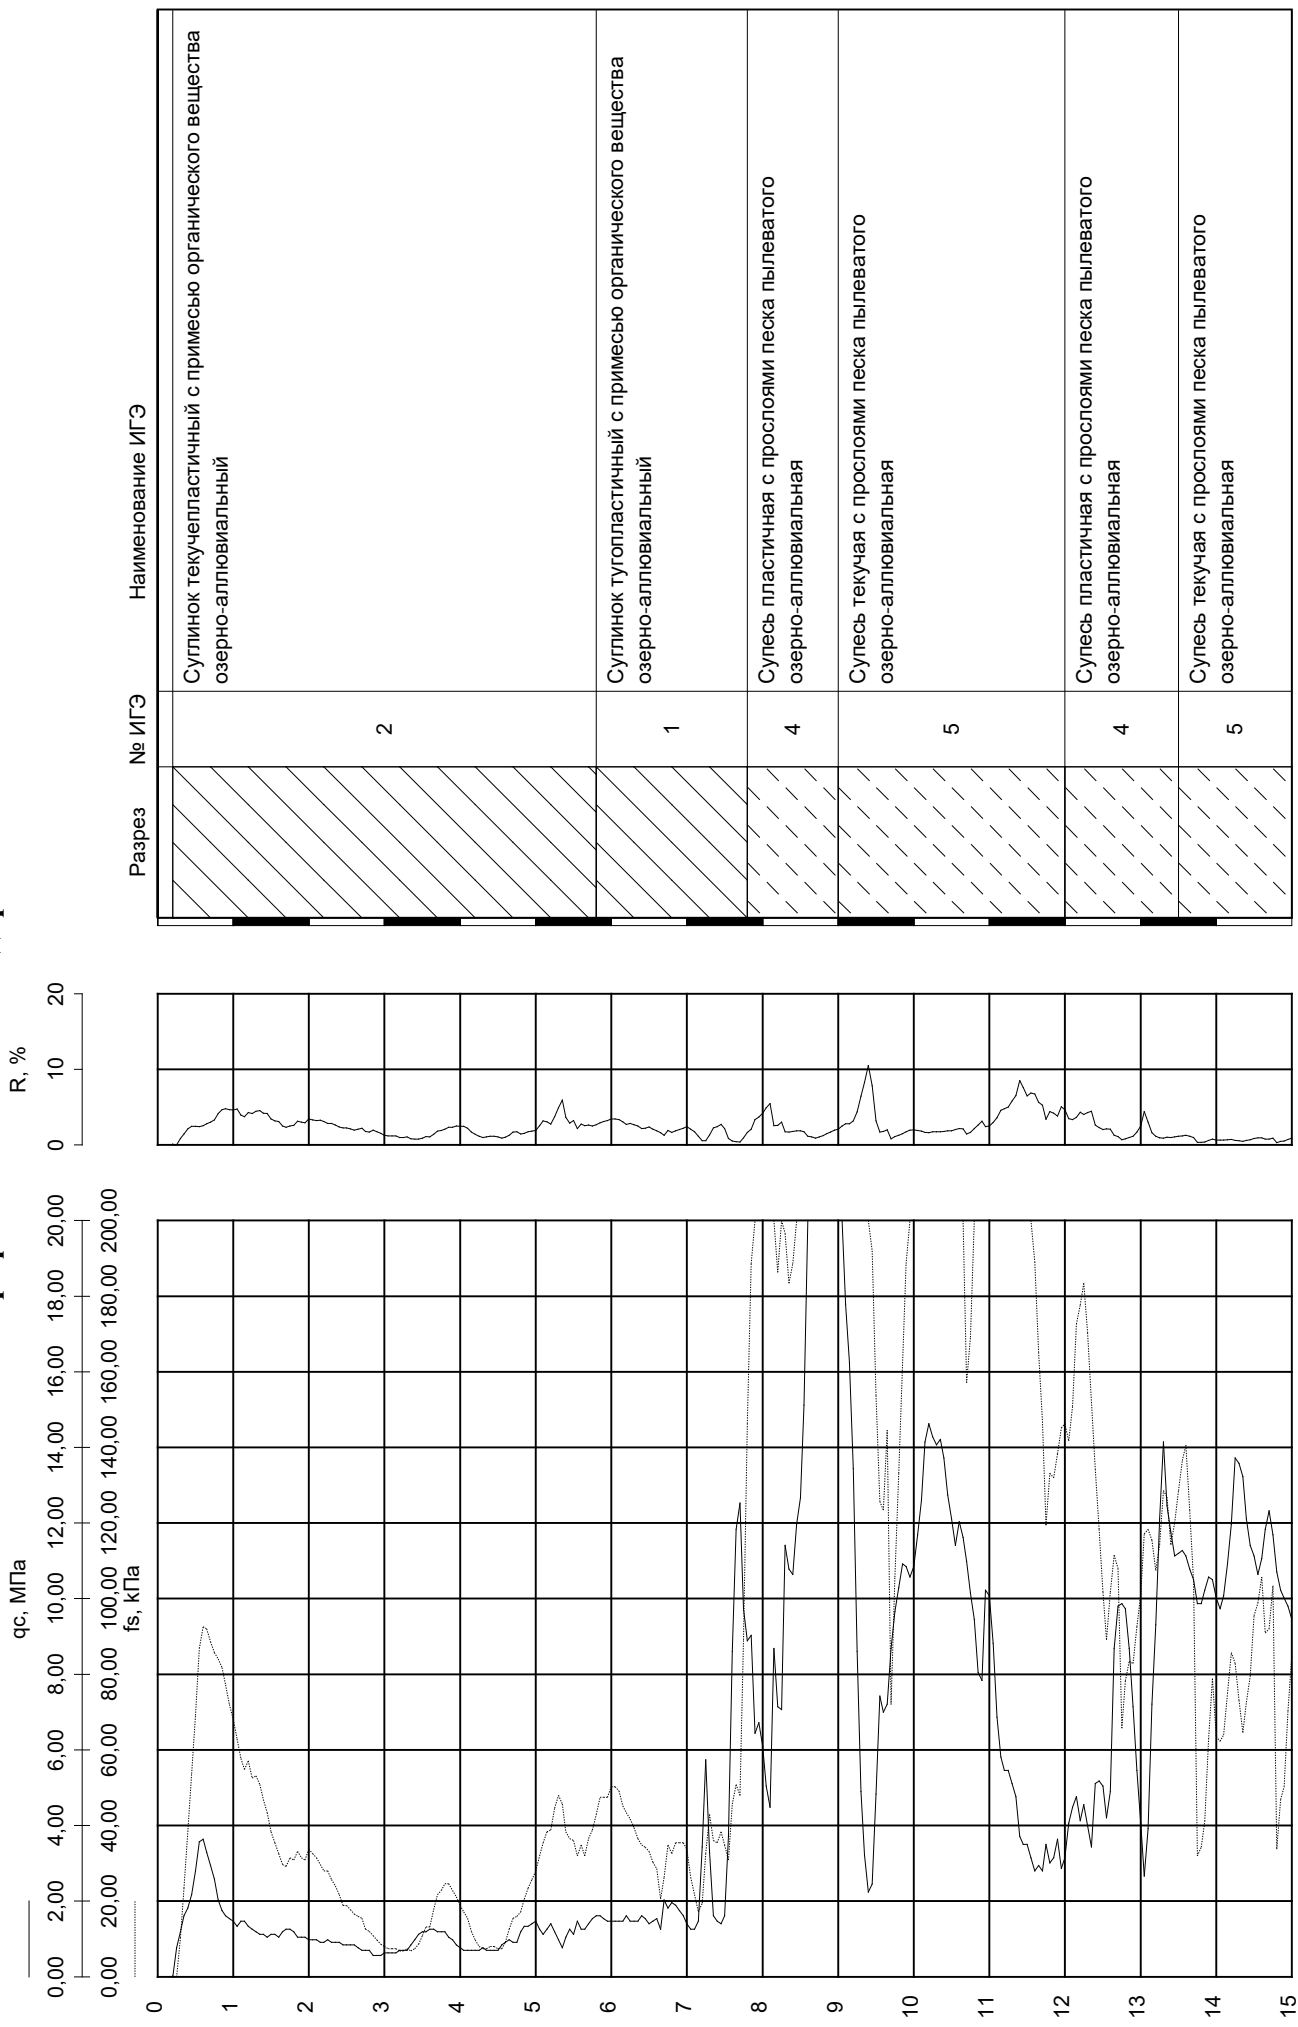 qc, МПа
0,00 2,00 4,00 6,00 8,00 10,00 12,00 14,00 16,00 18,00 20,00
0,00 20,00 40,00 60,00 80,00 100,00 120,00 140,00 160,00 180,00 200,00
fs, кПа
R, %
0 10 20
Разрез
№ ИГЭ
Наименование ИГЭ
0
1
2
3
4
5
6
7
8
9
10
11
12
13
14
15
2
Суглинок текучепластичный с примесью органического вещества
озерно-аллювиальный
1
Суглинок тугопластичный с примесью органического вещества
озерно-аллювиальный
4
Супесь пластичная с прослоями песка пылеватого
озерно-аллювиальная
5
Супесь текучая с прослоями песка пылеватого
озерно-аллювиальная
4
Супесь пластичная с прослоями песка пылеватого
озерно-аллювиальная
5
Супесь текучая с прослоями песка пылеватого
озерно-аллювиальная